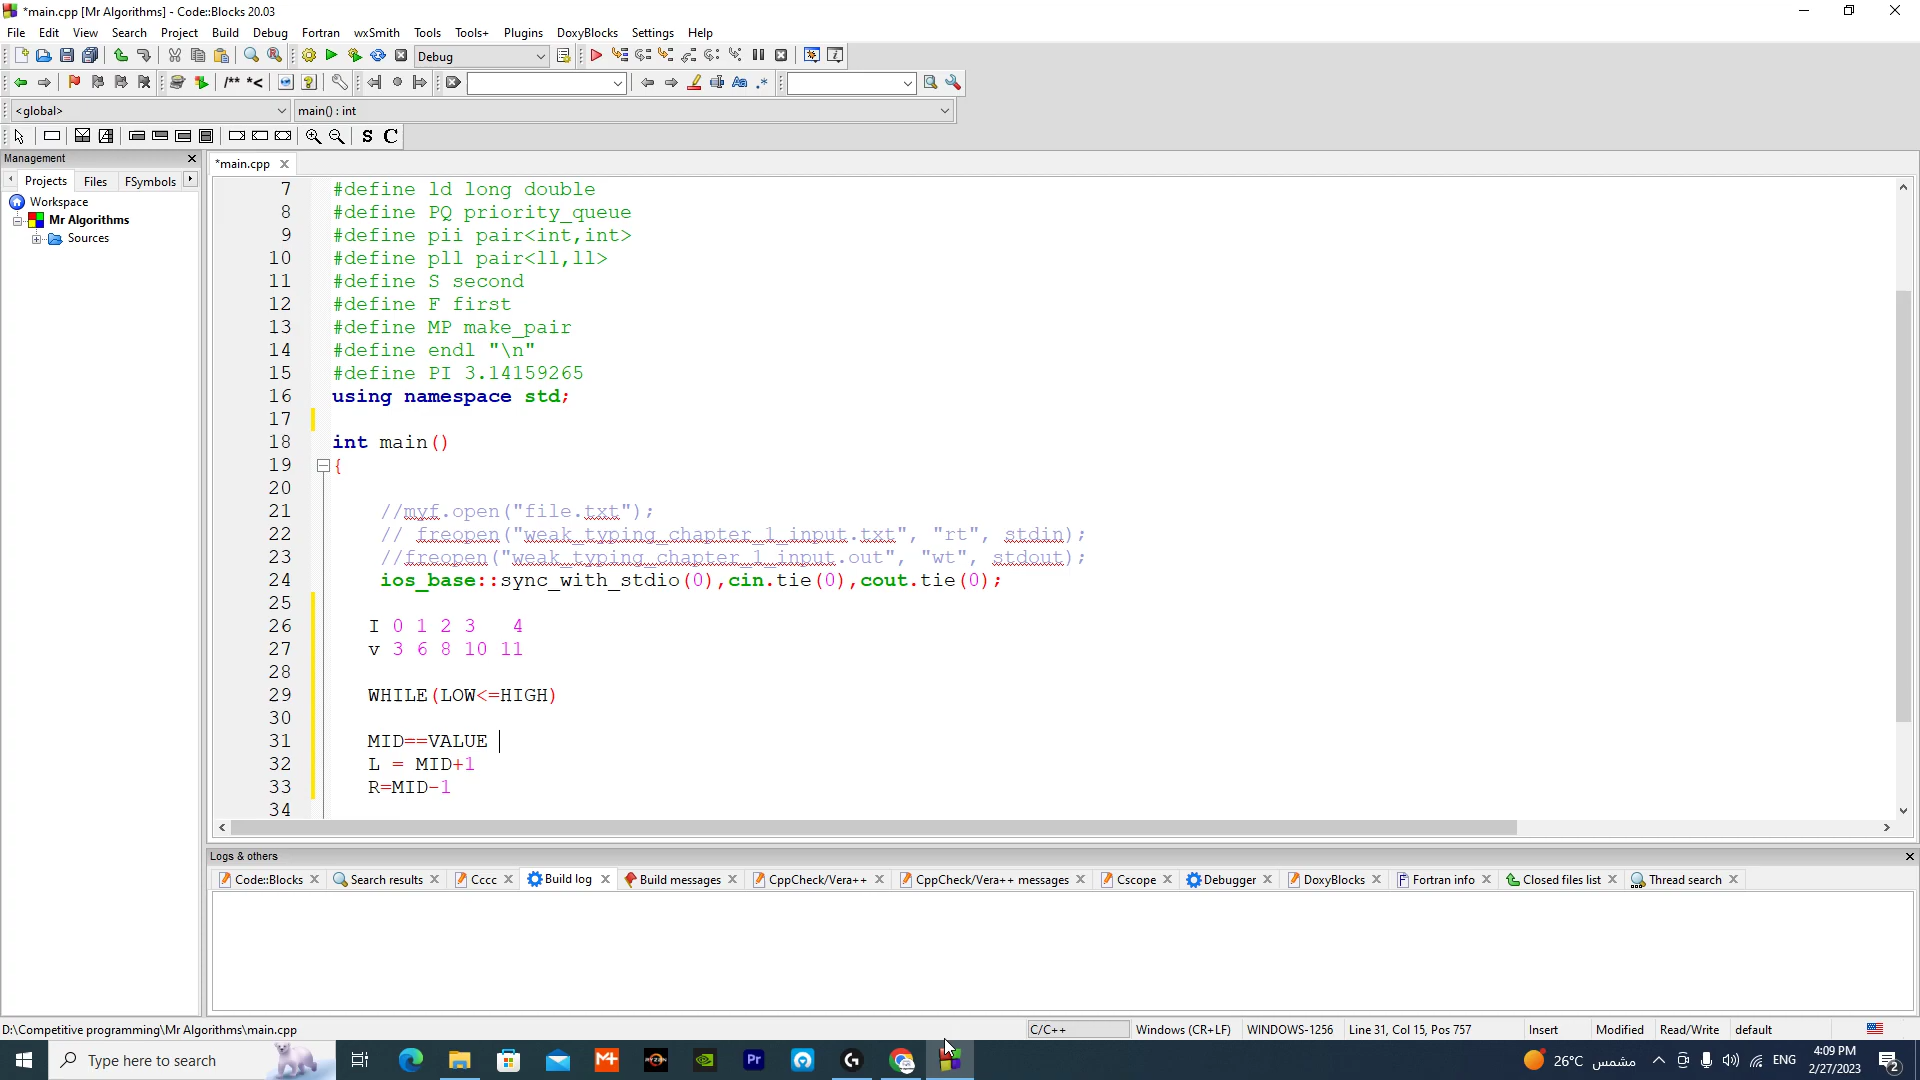 *main.cpp [Mr Algorithms] - Code::Blocks 20.03
File Edit View Search Project Build Debug Fortran wxSmith Tools Tools+ Plugins DoxyBlocks Settings Help
Debug
/** *<
<global> main() : int
S C
Management
*main.cpp
Projects Files FSymbols
Workspace
Mr Algorithms
Sources
7 #define ld long double
8 #define PQ priority_queue
9 #define pii pair<int,int>
10 #define pll pair<ll,ll>
11 #define S second
12 #define F first
13 #define MP make_pair
14 #define endl "\n"
15 #define PI 3.14159265
16 using namespace std;
17
18 int main()
19 {
20
21 //myf.open("file.txt");
22 // freopen("weak_typing_chapter_1_input.txt", "rt", stdin);
23 //freopen("weak_typing_chapter_1_input.out", "wt", stdout);
24 ios_base::sync_with_stdio(0),cin.tie(0),cout.tie(0);
25
26 I 0 1 2 3 4
27 v 3 6 8 10 11
28
29 WHILE(LOW<=HIGH)
30
31 MID==VALUE
32 L = MID+1
33 R=MID-1
34
Logs & others
Code::Blocks Search results Cccc Build log Build messages CppCheck/Vera++ CppCheck/Vera++ messages Cscope Debugger DoxyBlocks Fortran info Closed files list Thread search
D:\Competitive programming\Mr Algorithms\main.cpp C/C++ Windows (CR+LF) WINDOWS-1256 Line 31, Col 15, Pos 757 Insert Modified Read/Write default
Type here to search
Pr
26°C مشمس
ENG
4:09 PM
2/27/2023
2